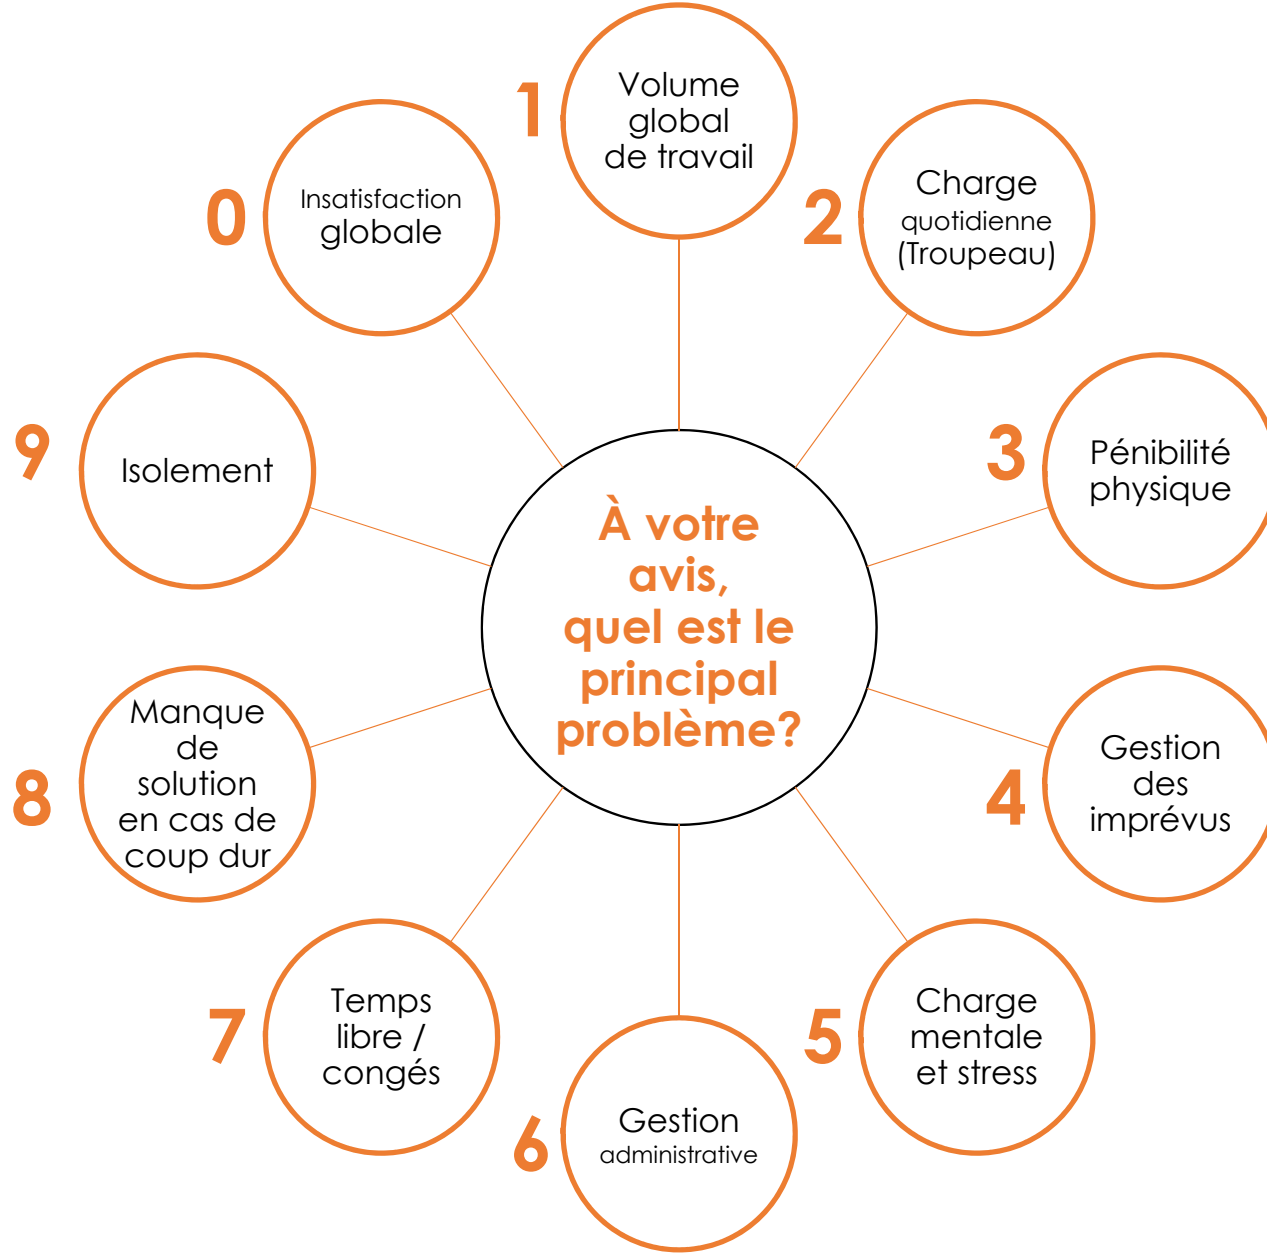 À votre
avis,
quel est le
principal
problème?
0
Insatisfaction
globale
1
Volume
global
de travail
2
Charge
quotidienne
(Troupeau)
3
Pénibilité
physique
4
Gestion
des
imprévus
5
Charge
mentale
et stress
6
Gestion
administrative
7
Temps
libre /
congés
8
Manque
de
solution
en cas de
coup dur
9
Isolement